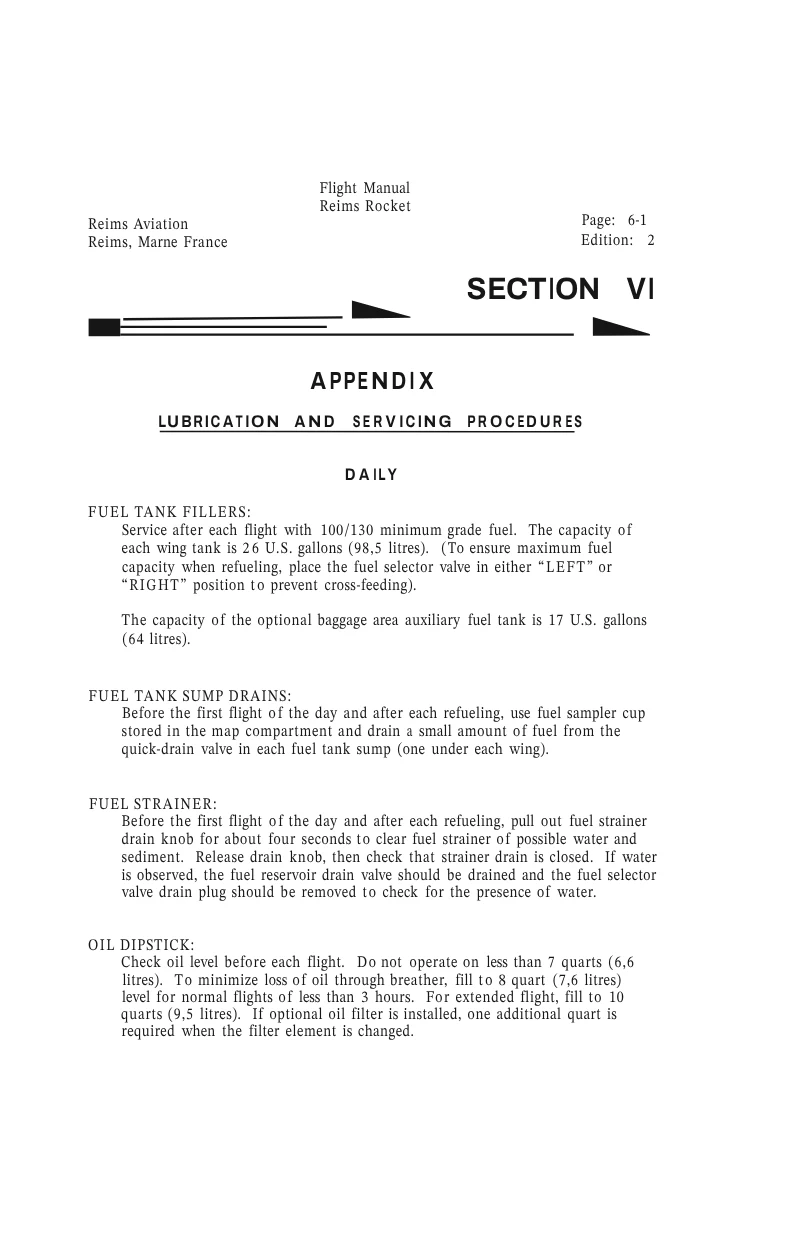 Flight Manual
Reims Rocket
Reims Aviation
Reims, Marne France
Page: 6-1
Edition: 2
SECTION VI
APPENDIX
LUBRICATION AND SERVICING PROCEDURES
DAILY
FUEL TANK FILLERS:
Service after each flight with 100/130 minimum grade fuel. The capacity of
each wing tank is 26 U.S. gallons (98,5 litres). (To ensure maximum fuel
capacity when refueling, place the fuel selector valve in either “LEFT” or
“RIGHT” position to prevent cross-feeding).
The capacity of the optional baggage area auxiliary fuel tank is 17 U.S. gallons
(64 litres).
FUEL TANK SUMP DRAINS:
Before the first flight of the day and after each refueling, use fuel sampler cup
stored in the map compartment and drain a small amount of fuel from the
quick-drain valve in each fuel tank sump (one under each wing).
FUEL STRAINER:
Before the first flight of the day and after each refueling, pull out fuel strainer
drain knob for about four seconds to clear fuel strainer of possible water and
sediment. Release drain knob, then check that strainer drain is closed. If water
is observed, the fuel reservoir drain valve should be drained and the fuel selector
valve drain plug should be removed to check for the presence of water.
OIL DIPSTICK:
Check oil level before each flight. Do not operate on less than 7 quarts (6,6
litres). To minimize loss of oil through breather, fill to 8 quart (7,6 litres)
level for normal flights of less than 3 hours. For extended flight, fill to 10
quarts (9,5 litres). If optional oil filter is installed, one additional quart is
required when the filter element is changed.